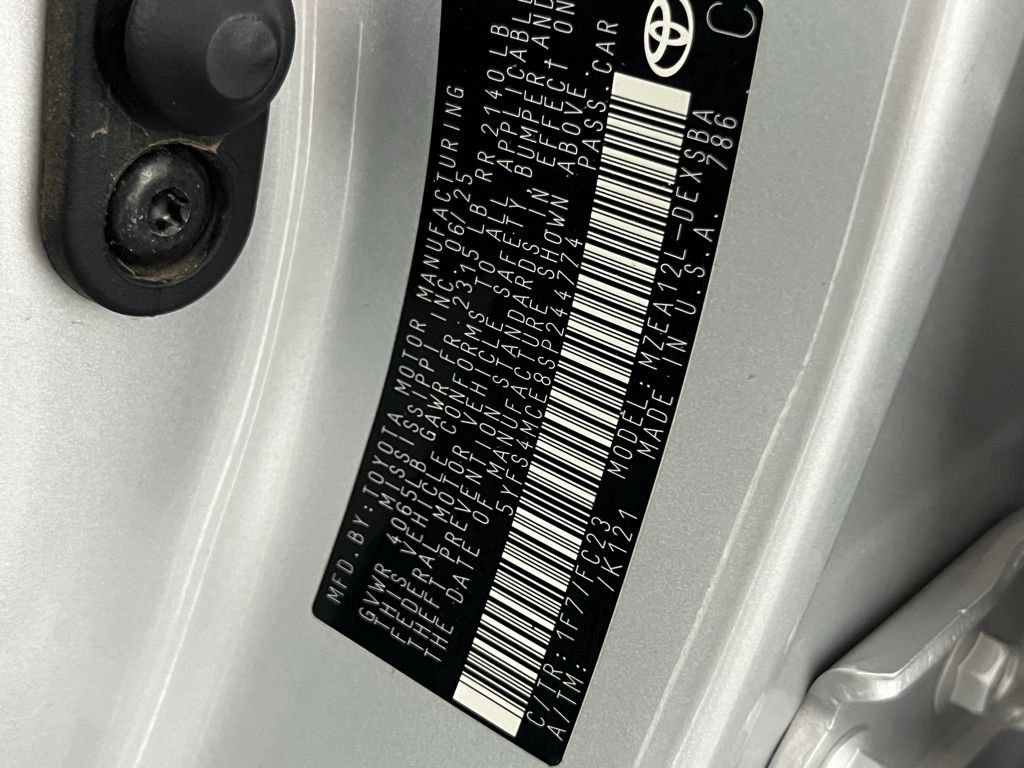 MFD. BY: TOYOTA MOTOR MANUFACTURING
MISSISSIPPI INC. 06/25
GVWR 4065LB GAWR FR 2315 LB RR 2140LB
THIS VEHICLE CONFORMS TO ALL APPLICABLE
FEDERAL MOTOR VEHICLE SAFETY, BUMPER AND
THEFT PREVENTION STANDARDS IN EFFECT ON
THE DATE OF MANUFACTURE SHOWN ABOVE.
PASS. CAR
C/TR: 1F7/FC23 MODEL: MZEA12L-DEXSBA
A/TM: /K121 MADE IN U.S.A. 786
C